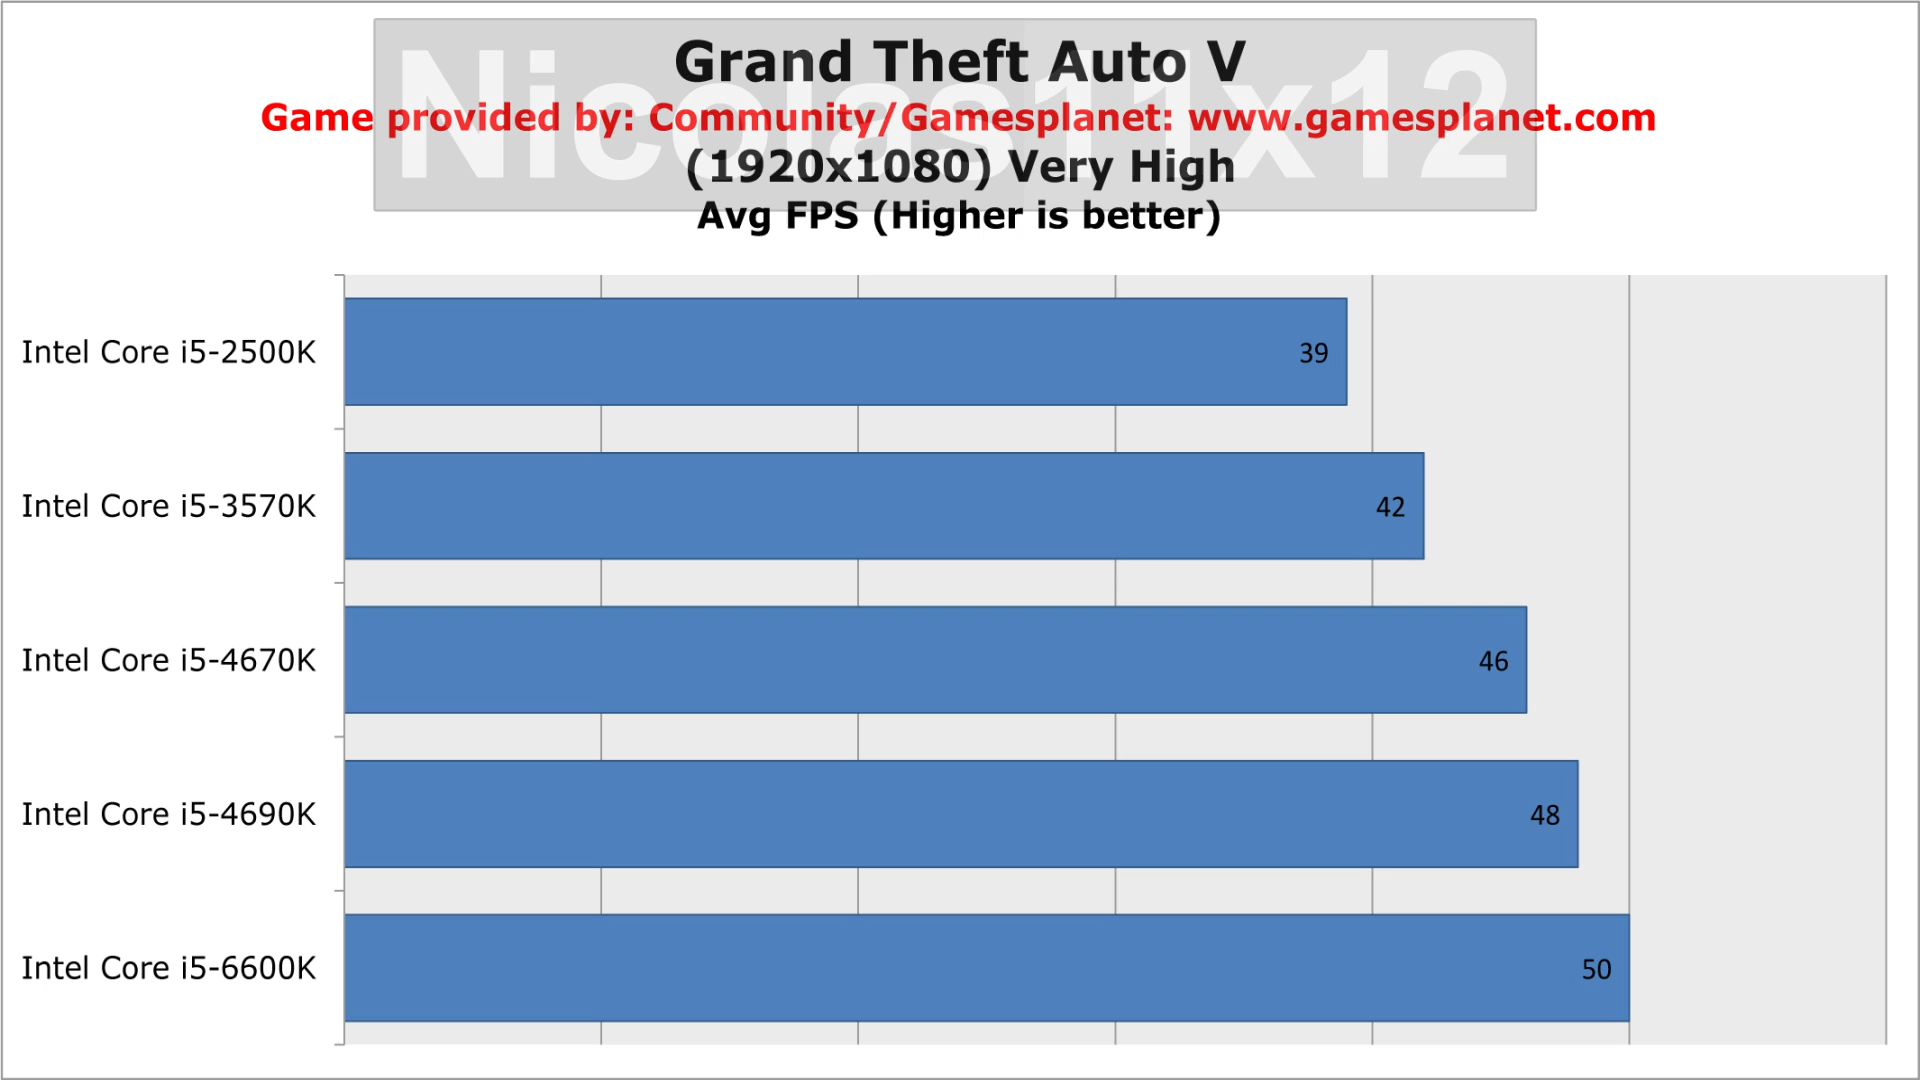 Nicolas11x12
Grand Theft Auto V
Game provided by: Community/Gamesplanet: www.gamesplanet.com
(1920x1080) Very High
Avg FPS (Higher is better)
Intel Core i5-2500K 39
Intel Core i5-3570K 42
Intel Core i5-4670K 46
Intel Core i5-4690K 48
Intel Core i5-6600K 50